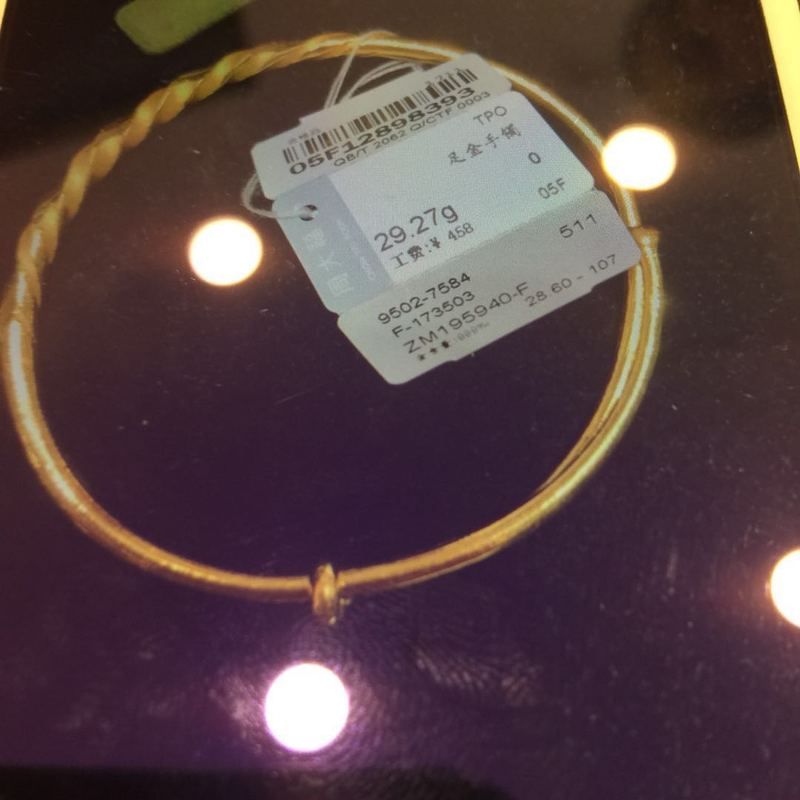 05F12898393
QB/T 2062 Q/CTF 0003
TPO
足金手镯
0
29.27g
05F
工费:¥ 458
511
9502-7584
F-173503
ZM195940-F 28.60-107